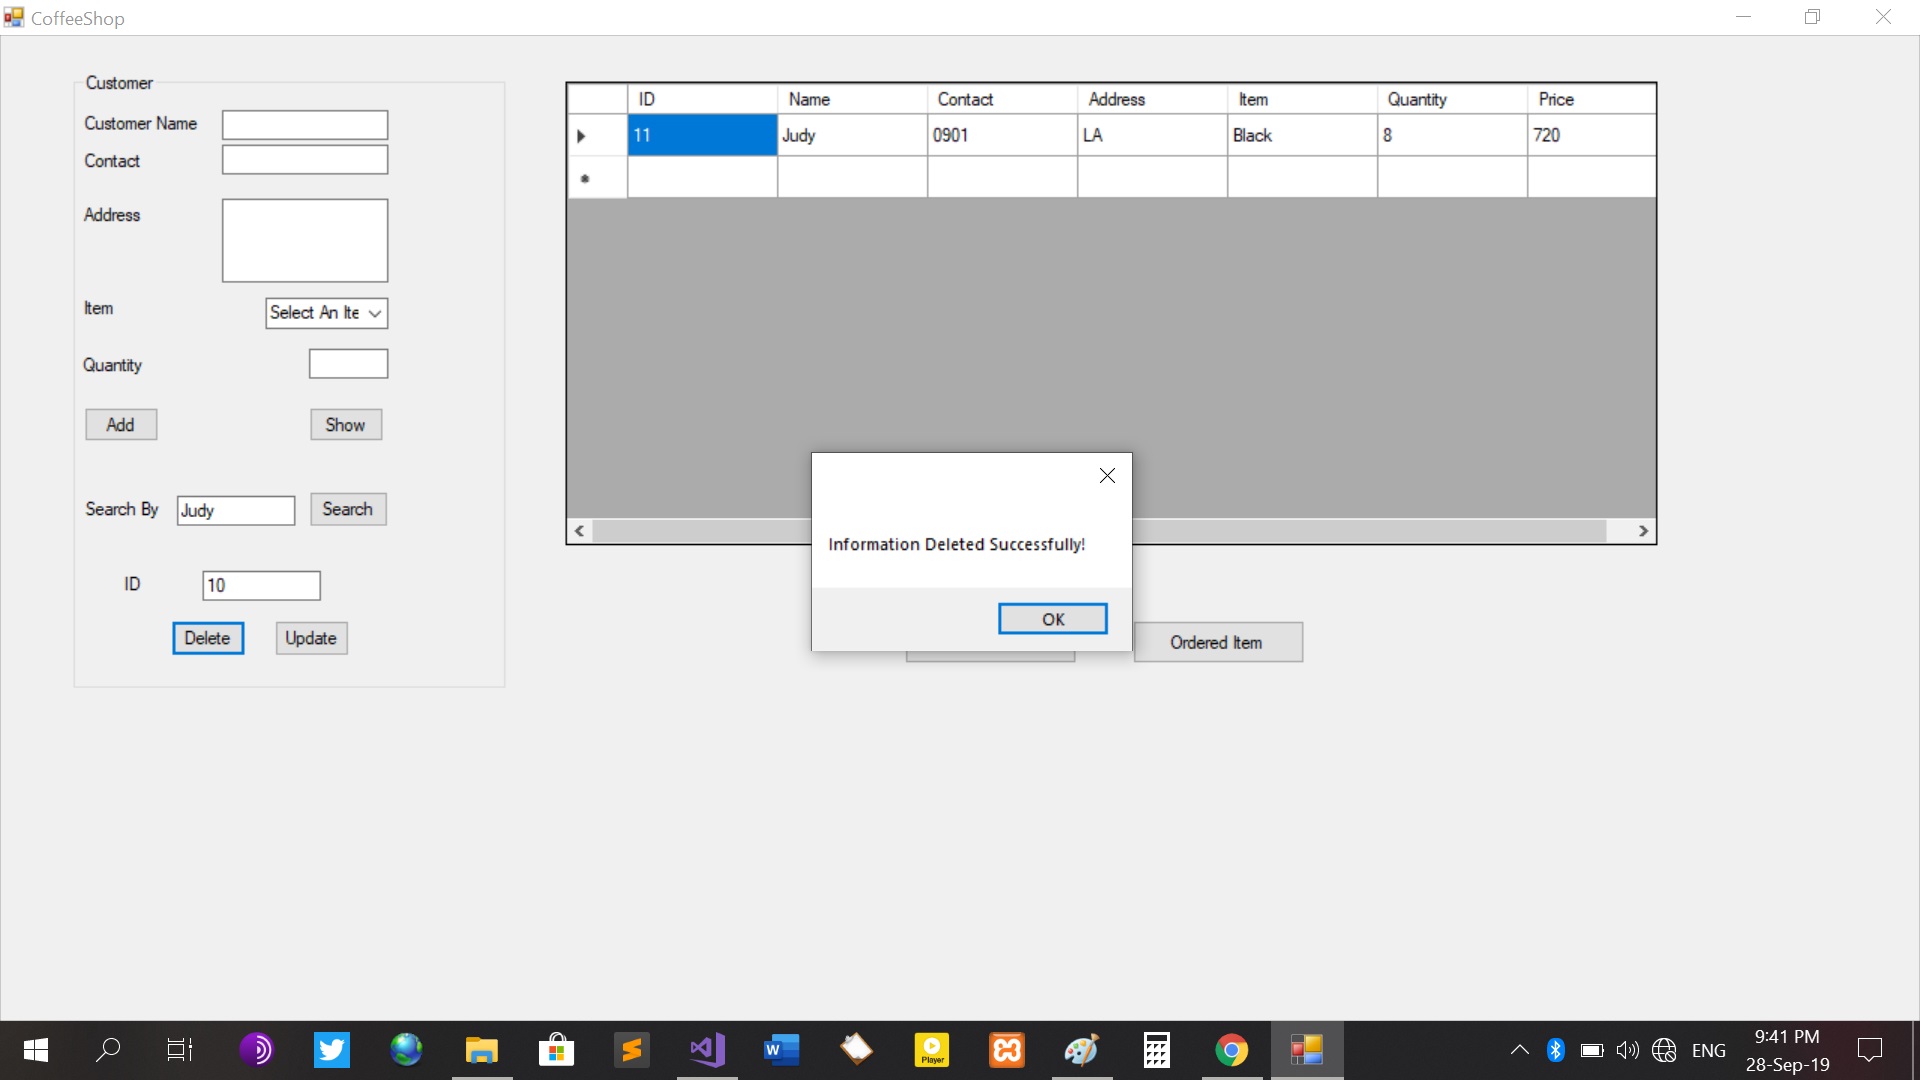 CoffeeShop
Customer
Customer Name
Contact
Address
Item
Select An Ite
Quantity
Add
Show
Search By
Judy
Search
ID
10
Delete
Update
ID Name Contact Address Item Quantity Price
11 Judy 0901 LA Black 8 720
Information Deleted Successfully!
OK
Ordered Item
W
Player
ENG
9:41 PM
28-Sep-19